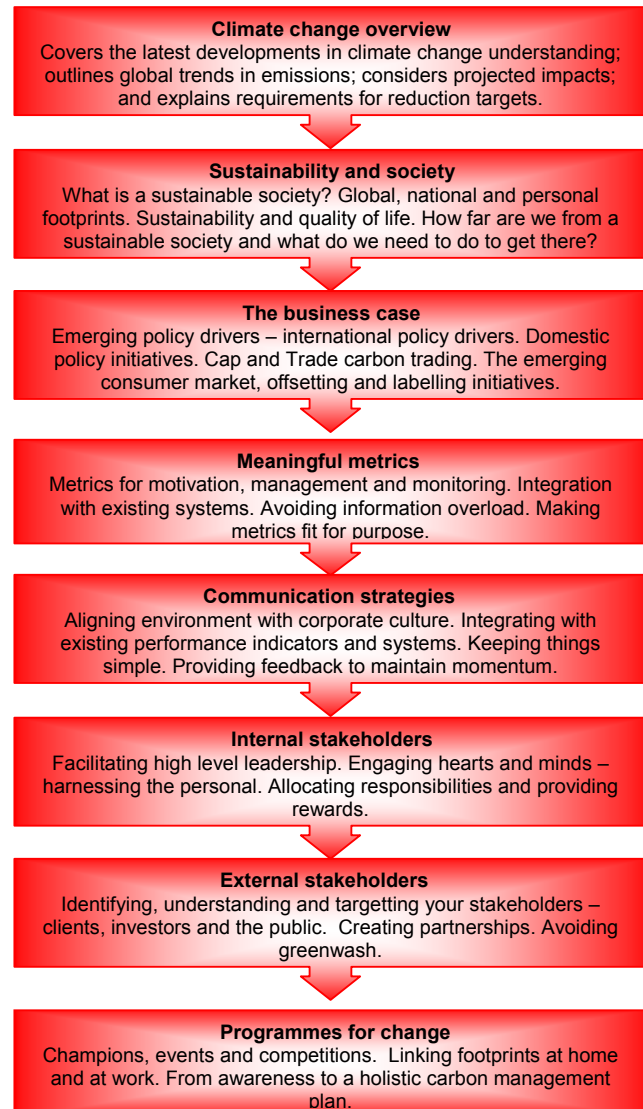 Climate change overview
Covers the latest developments in climate change understanding;
outlines global trends in emissions; considers projected impacts;
and explains requirements for reduction targets.
Sustainability and society
What is a sustainable society? Global, national and personal
footprints. Sustainability and quality of life. How far are we from a
sustainable society and what do we need to do to get there?
The business case
Emerging policy drivers – international policy drivers. Domestic
policy initiatives. Cap and Trade carbon trading. The emerging
consumer market, offsetting and labelling initiatives.
Meaningful metrics
Metrics for motivation, management and monitoring. Integration
with existing systems. Avoiding information overload. Making
metrics fit for purpose.
Communication strategies
Aligning environment with corporate culture. Integrating with
existing performance indicators and systems. Keeping things
simple. Providing feedback to maintain momentum.
Internal stakeholders
Facilitating high level leadership. Engaging hearts and minds –
harnessing the personal. Allocating responsibilities and providing
rewards.
External stakeholders
Identifying, understanding and targetting your stakeholders –
clients, investors and the public.  Creating partnerships. Avoiding
greenwash.
Programmes for change
Champions, events and competitions.  Linking footprints at home
and at work. From awareness to a holistic carbon management
plan.